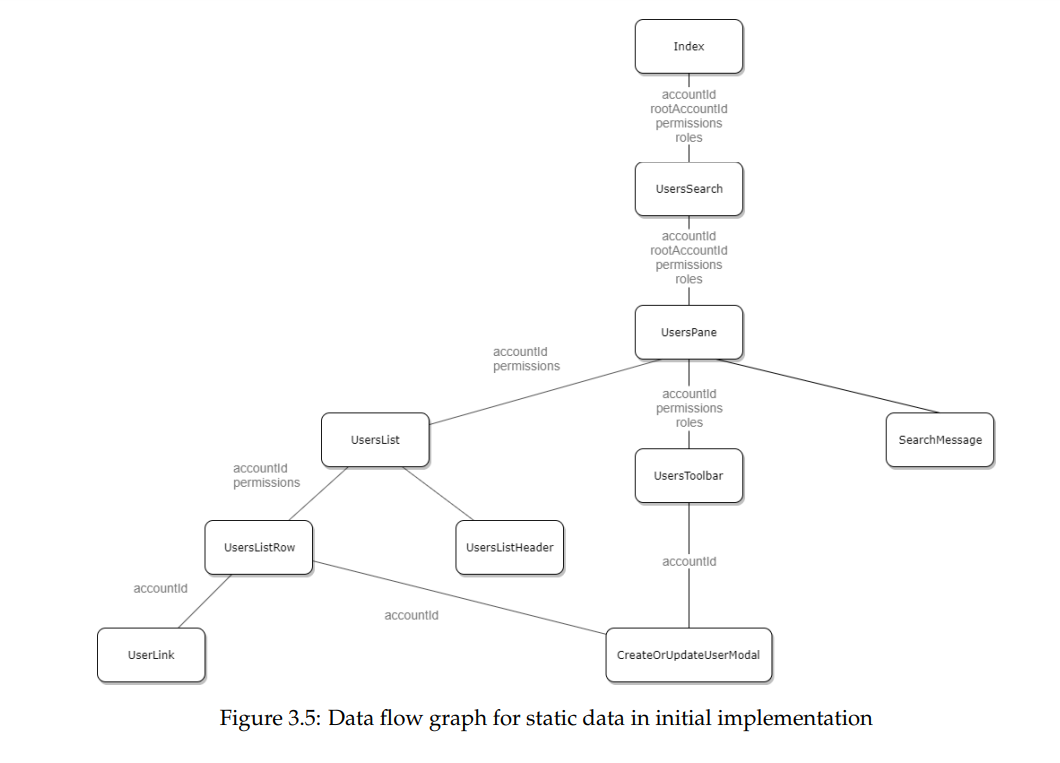 Index
accountId
rootAccountId
permissions
roles
UsersSearch
accountId
rootAccountId
permissions
roles
UsersPane
accountId
permissions
accountId
permissions
roles
UsersList
SearchMessage
accountId
permissions
UsersToolbar
UsersListRow
UsersListHeader
accountId
accountId
accountId
UserLink
CreateOrUpdateUserModal
Figure 3.5: Data flow graph for static data in initial implementation